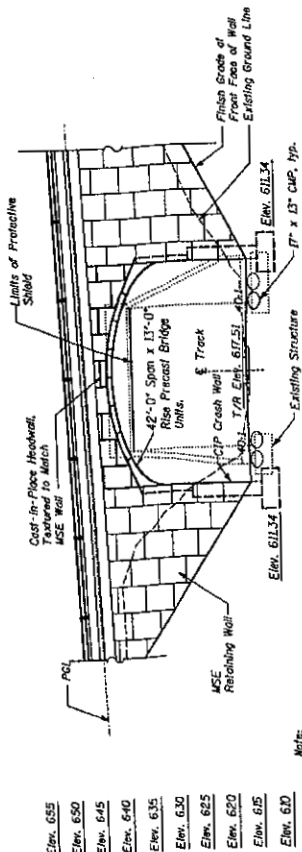 Elev. 655
Elev. 650
Elev. 645
Elev. 640
Elev. 635
Elev. 630
Elev. 625
Elev. 620
Elev. 615
Elev. 610
PGL
Cast-in-Place Headwall,
Textured to Match
MSE Wall
Limits of Protective
Shield
42'-0" Span x 13'-0"
Rise Precast Bridge
Units.
MSE
Retaining Wall
CIP Crash Wall
℄ Track
T/R Elev. 617.51
Finish Grade at
Front Face of Wall
Existing Ground Line
Elev. 611.34
Elev. 611.34
Existing Structure
17" x 13" CMP, typ.
Note: